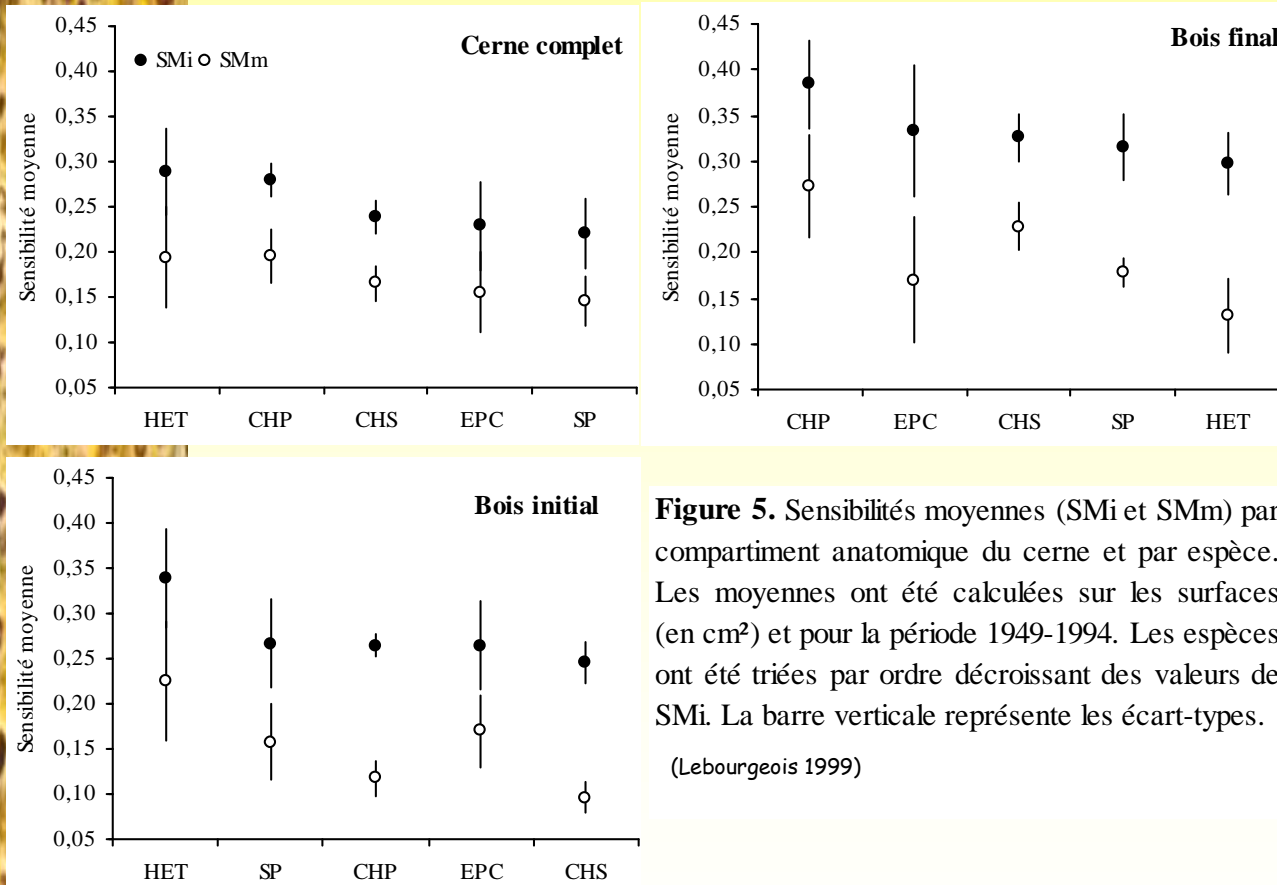 Cerne complet
SMi SMm
Sensibilité moyenne
0,45
0,40
0,35
0,30
0,25
0,20
0,15
0,10
0,05
HET CHP CHS EPC SP
Bois final
Sensibilité moyenne
0,45
0,40
0,35
0,30
0,25
0,20
0,15
0,10
0,05
CHP EPC CHS SP HET
Bois initial
Sensibilité moyenne
0,45
0,40
0,35
0,30
0,25
0,20
0,15
0,10
0,05
HET SP CHP EPC CHS
Figure 5. Sensibilités moyennes (SMi et SMm) par
compartiment anatomique du cerne et par espèce.
Les moyennes ont été calculées sur les surfaces
(en cm²) et pour la période 1949-1994. Les espèces
ont été triées par ordre décroissant des valeurs de
SMi. La barre verticale représente les écart-types.
(Lebourgeois 1999)